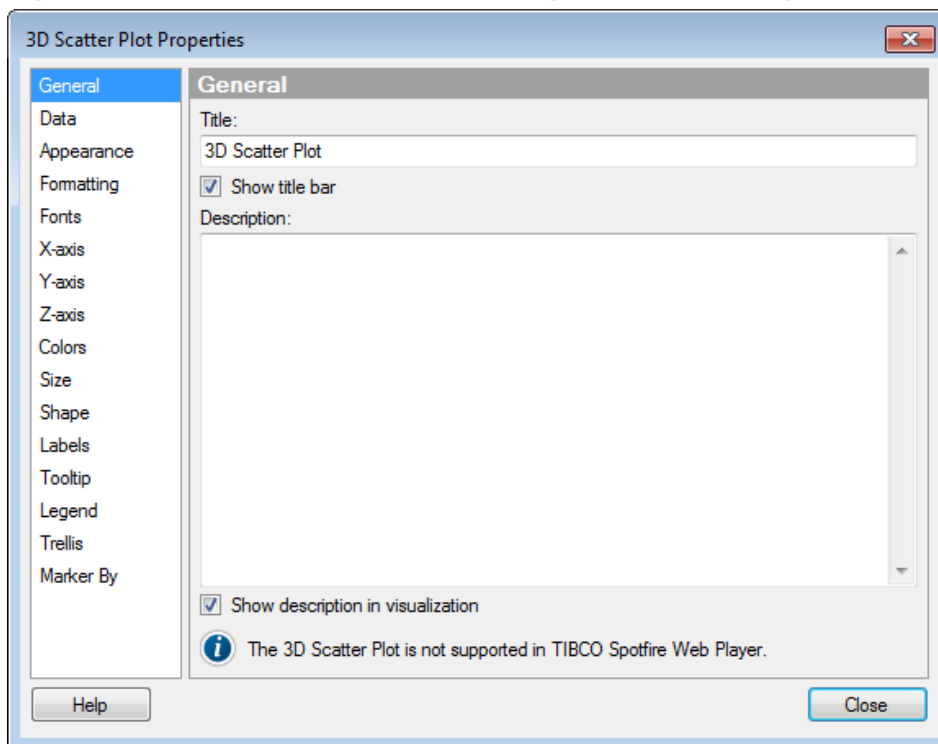 3D Scatter Plot Properties
General
Data
Appearance
Formatting
Fonts
X-axis
Y-axis
Z-axis
Colors
Size
Shape
Labels
Tooltip
Legend
Trellis
Marker By
General
Title:
3D Scatter Plot
Show title bar
Description:
Show description in visualization
The 3D Scatter Plot is not supported in TIBCO Spotfire Web Player.
Help
Close